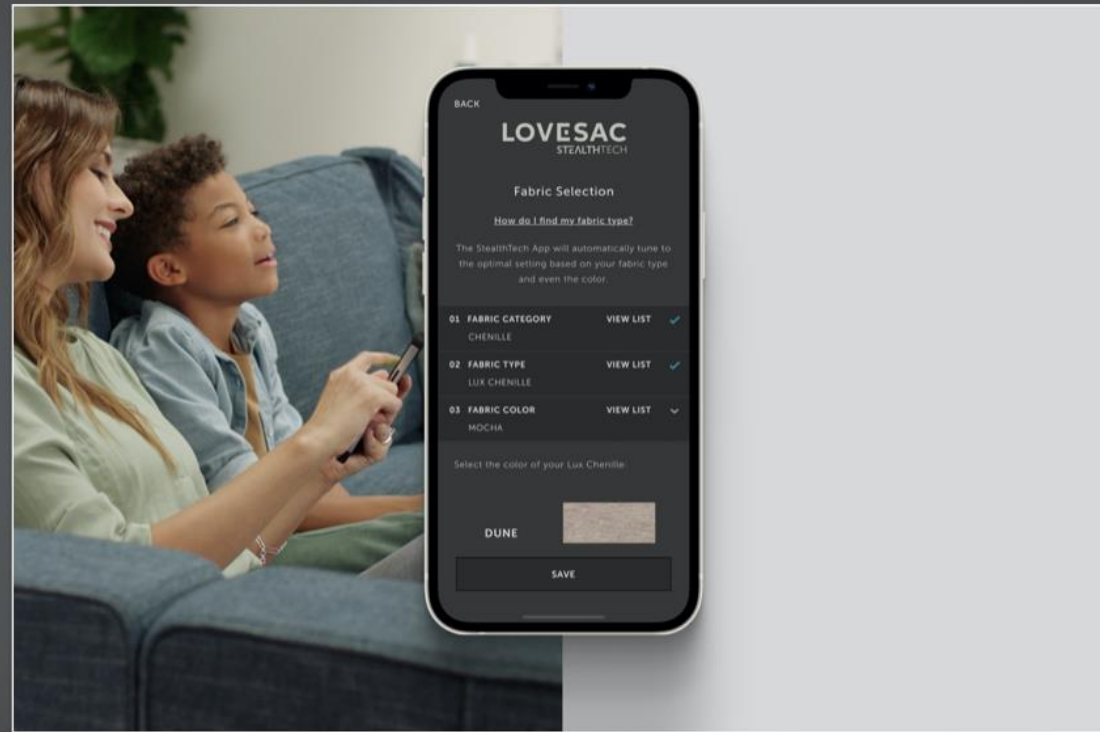 BACK
LOVESAC
STEALTHTECH
Fabric Selection
How do I find my fabric type?
The StealthTech App will automatically tune to
the optimal setting based on your fabric type
and even the color.
01 FABRIC CATEGORY VIEW LIST
CHENILLE
02 FABRIC TYPE VIEW LIST
LUX CHENILLE
03 FABRIC COLOR VIEW LIST
MOCHA
Select the color of your Lux Chenille:
DUNE
SAVE